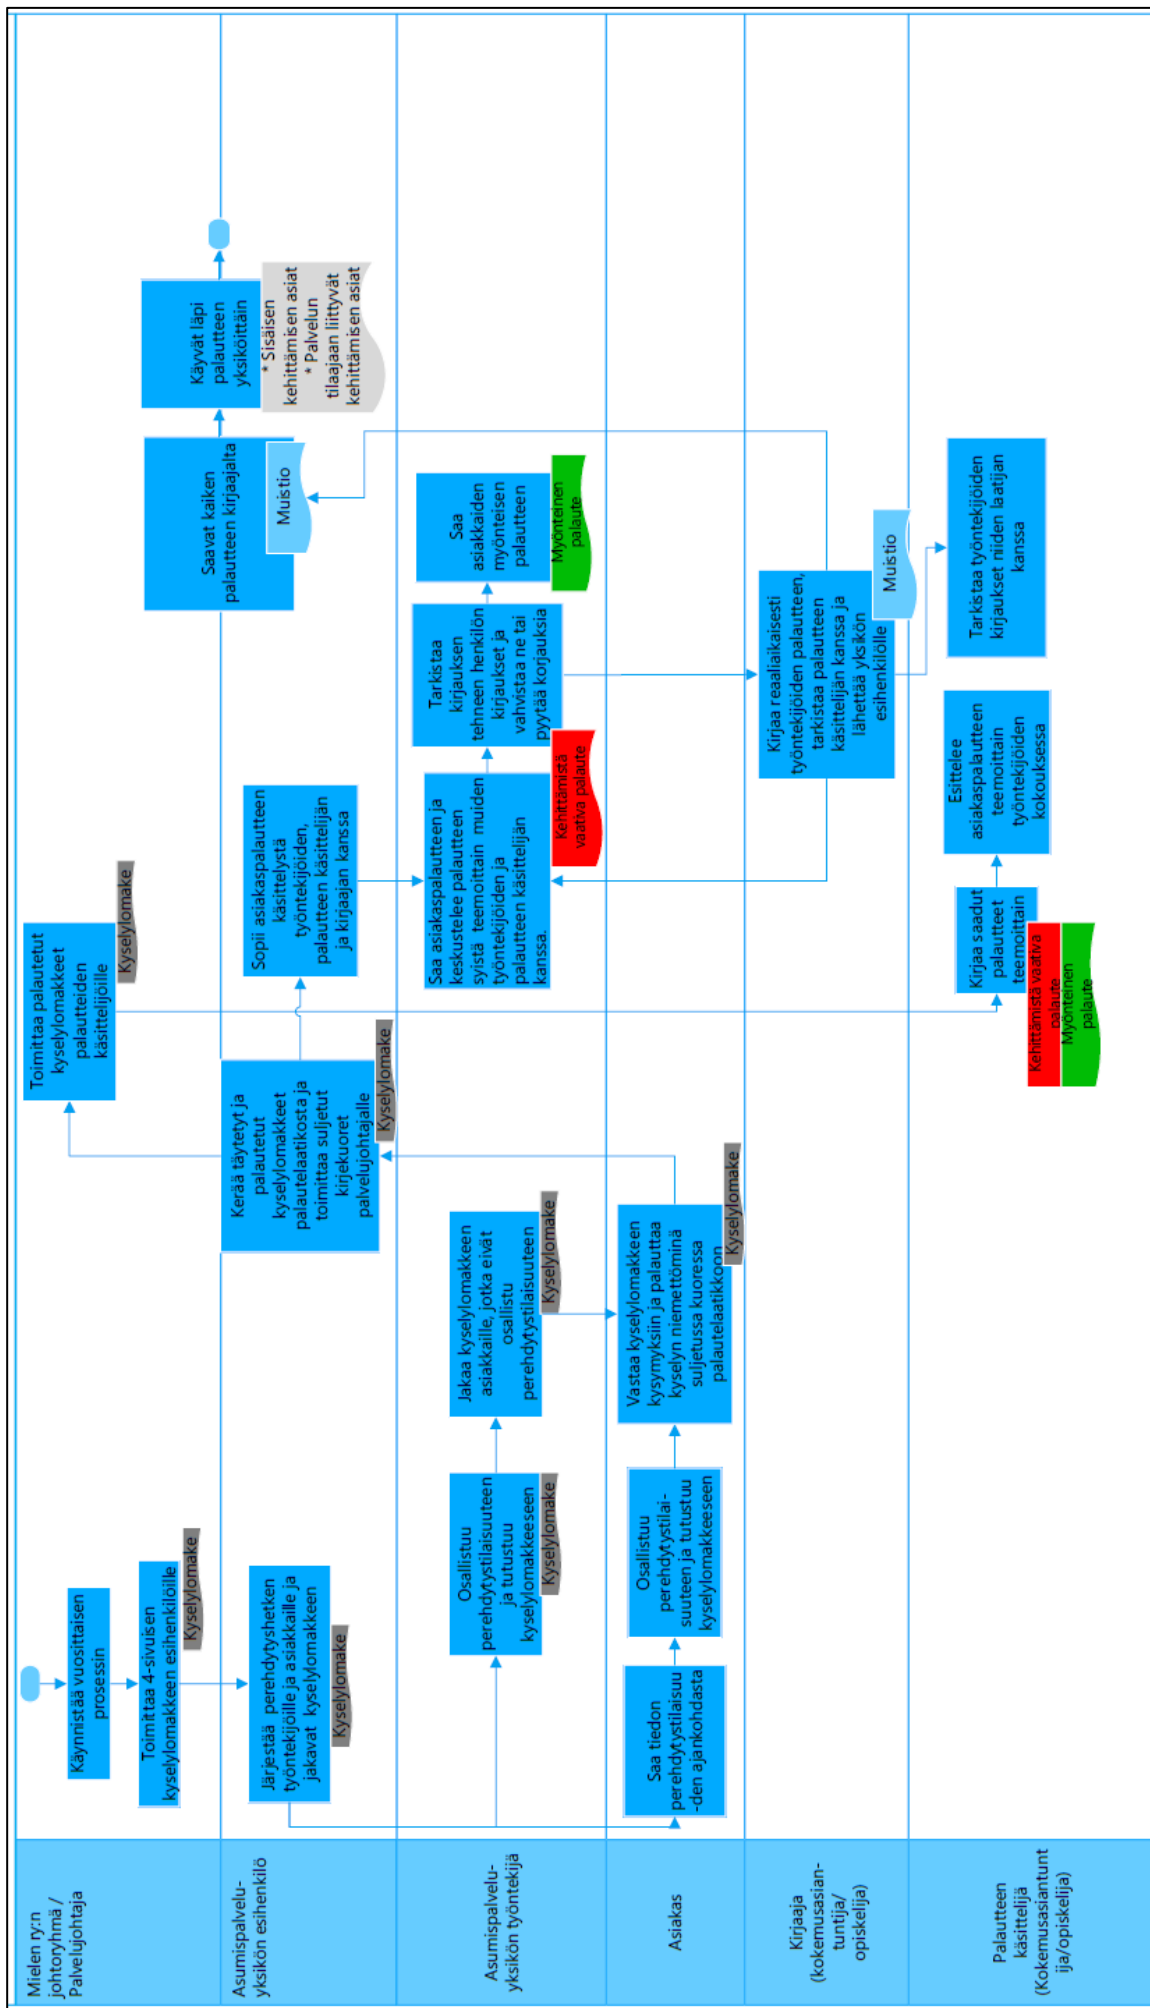 Mielen ry:n
johtoryhmä /
Palvelujohtaja
Käynnistää vuosittaisen
prosessin
Toimittaa 4-sivuisen
kyselylomakkeen esihenkilöille
Kyselylomake
Toimittaa palautetut
kyselylomakkeet
palautteiden
käsittelijöille
Kyselylomake
Asumispalvelu-
yksikön esihenkilö
Järjestää perehdytyshetken
työntekijöille ja asiakkaille ja
jakavat kyselylomakkeen
Kyselylomake
Kerää täytetyt ja
palautetut
kyselylomakkeet
palautelaatikosta ja
toimittaa suljetut
kirjekuoret
palvelujohtajalle
Kyselylomake
Sopii asiakaspalautteen
käsittelystä
työntekijöiden,
palautteen käsittelijän
ja kirjaajan kanssa
Saavat kaiken
palautteen kirjaajalta
Muistio
Käyvät läpi
palautteen
yksiköittäin
* Sisäisen
kehittämisen asiat
* Palvelun
tilaajaan liittyvät
kehittämisen asiat
Asumispalvelu-
yksikön työntekijä
Osallistuu
perehdytystilaisuuteen
ja tutustuu
kyselylomakkeeseen
Kyselylomake
Jakaa kyselylomakkeen
asiakkaille, jotka eivät
osallistu
perehdytystilaisuuteen
Kyselylomake
Saa asiakaspalautteen ja
keskustelee palautteen
syistä teemoittain muiden
työntekijöiden ja
palautteen käsittelijän
kanssa.
Kehittämistä
vaativa palaute
Tarkistaa
kirjauksen
tehneen henkilön
kirjaukset ja
vahvista ne tai
pyytää korjauksia
Saa
asiakkaiden
myönteisen
palautteen
Myönteinen
palaute
Asiakas
Saa tiedon
perehdytystilaisuu
-den ajankohdasta
Osallistuu
perehdytystilai-
suuteen ja tutustuu
kyselylomakkeeseen
Vastaa kyselylomakkeen
kysymyksiin ja palauttaa
kyselyn niemettöminä
suljetussa kuoressa
palautelaatikkoon
Kyselylomake
Kirjaaja
(kokemusasian-
tuntija/
opiskelija)
Kirjaa reaaliaikaisesti
työntekijöiden palautteen,
tarkistaa palautteen
käsittelijän kanssa ja
lähettää yksikön
esihenkilölle
Muistio
Palautteen
käsittelijä
(Kokemusasiantunt
ija/opiskelija)
Kirjaa saadut
palautteet
teemoittain
Kehittämistä vaativa
palaute
Myönteinen
palaute
Esittelee
asiakaspalautteen
teemoittain
työntekijöiden
kokouksessa
Tarkistaa työntekijöiden
kirjaukset niiden laatijan
kanssa